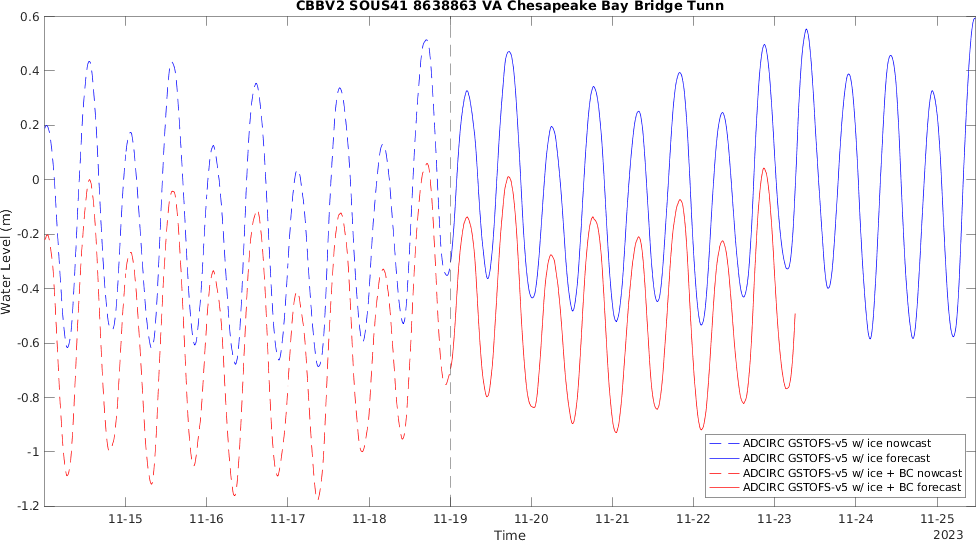 CBBV2 SOUS41 8638863 VA Chesapeake Bay Bridge Tunn
0.6
0.4
0.2
0
-0.2
-0.4
-0.6
-0.8
-1
-1.2
Water Level (m)
11-15 11-16 11-17 11-18 11-19 11-20 11-21 11-22 11-23 11-24 11-25
Time
2023
ADCIRC GSTOFS-v5 w/ ice nowcast
ADCIRC GSTOFS-v5 w/ ice forecast
ADCIRC GSTOFS-v5 w/ ice + BC nowcast
ADCIRC GSTOFS-v5 w/ ice + BC forecast